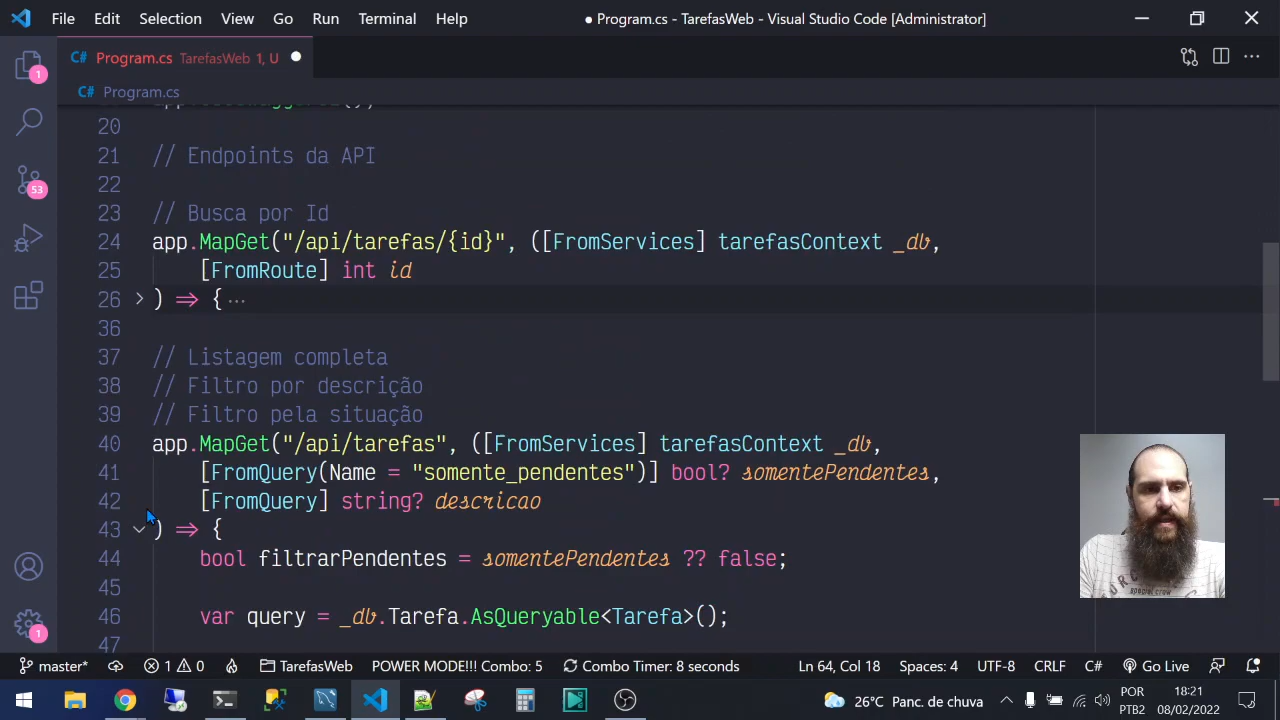 File Edit Selection View Go Run Terminal Help
● Program.cs - TarefasWeb - Visual Studio Code [Administrator]
C# Program.cs TarefasWeb 1, U
C# Program.cs
20
21 // Endpoints da API
22
23 // Busca por Id
24 app.MapGet("/api/tarefas/{id}", ([FromServices] tarefasContext _db,
25 [FromRoute] int id
26 ) => { ...
36
37 // Listagem completa
38 // Filtro por descrição
39 // Filtro pela situação
40 app.MapGet("/api/tarefas", ([FromServices] tarefasContext _db,
41 [FromQuery(Name = "somente_pendentes")] bool? somentePendentes,
42 [FromQuery] string? descricao
43 ) => {
44 bool filtrarPendentes = somentePendentes ?? false;
45
46 var query = _db.Tarefa.AsQueryable<Tarefa>();
47
1
53
1
master* 1 0 TarefasWeb POWER MODE!!! Combo: 5 Combo Timer: 8 seconds Ln 64, Col 18 Spaces: 4 UTF-8 CRLF C# Go Live
26°C Panc. de chuva POR PTB2 18:21 08/02/2022